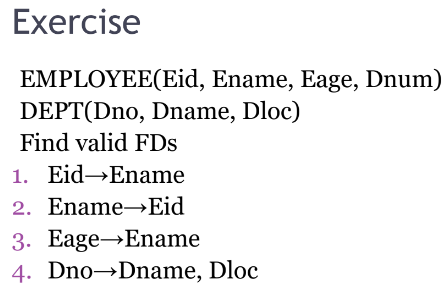 Exercise
EMPLOYEE(Eid, Ename, Eage, Dnum)
DEPT(Dno, Dname, Dloc)
Find valid FDs
1. Eid→Ename
2. Ename→Eid
3. Eage→Ename
4. Dno→Dname, Dloc